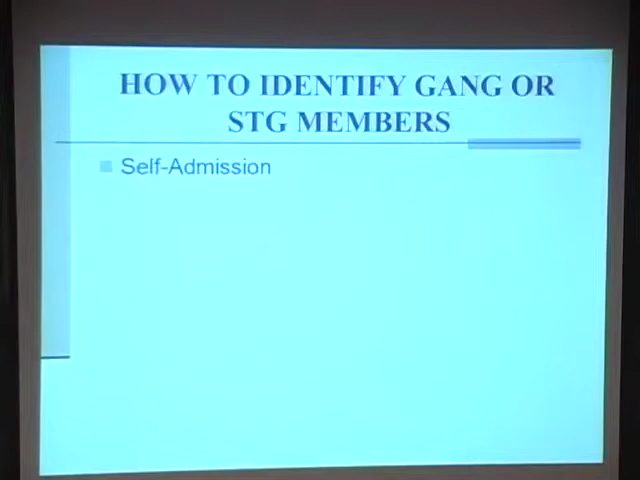 HOW TO IDENTIFY GANG OR
STG MEMBERS
Self-Admission